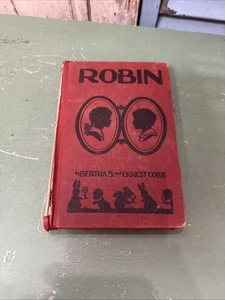 ROBIN
By BERTHA B. AND ERNEST COBB